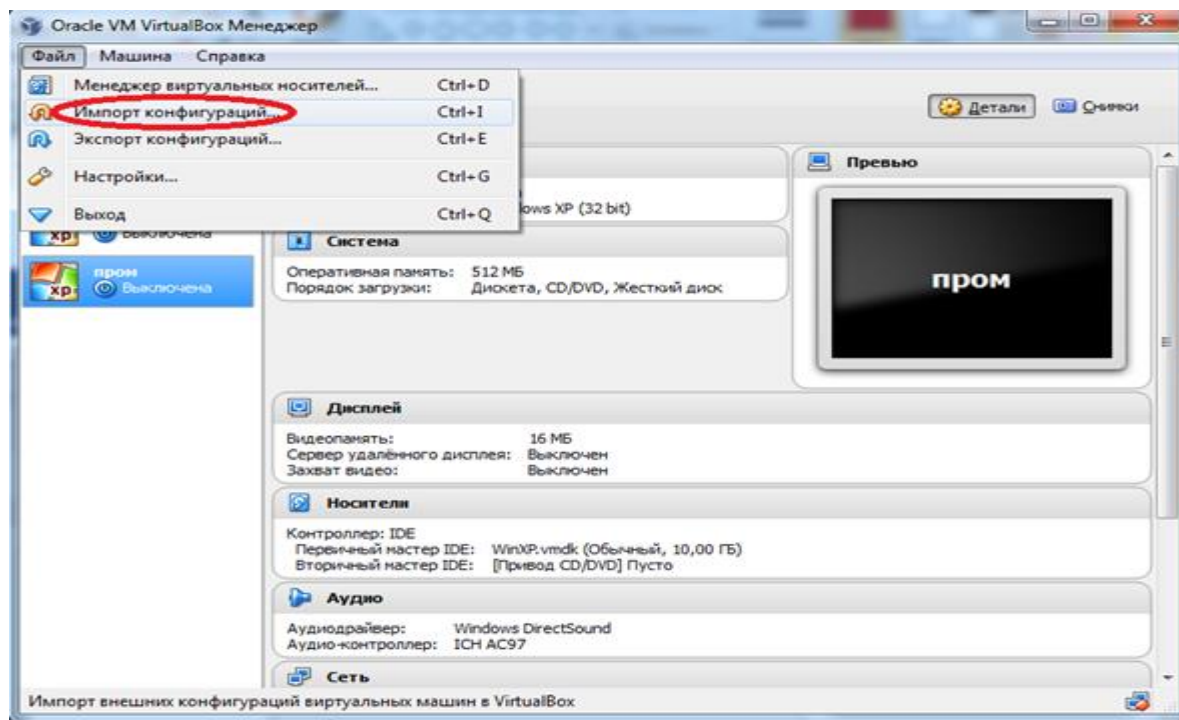 Oracle VM VirtualBox Менеджер
Файл Машина Справка
Менеджер виртуальных носителей... Ctrl+D
Импорт конфигураций... Ctrl+I
Экспорт конфигураций... Ctrl+E
Настройки... Ctrl+G
Выход Ctrl+Q
Детали Снимки
ows XP (32 bit)
xp Выключена
пром
xp Выключена
Система
Оперативная память: 512 МБ
Порядок загрузки: Дискета, CD/DVD, Жесткий диск
Превью
пром
Дисплей
Видеопамять: 16 МБ
Сервер удалённого дисплея: Выключен
Захват видео: Выключен
Носители
Контроллер: IDE
Первичный мастер IDE: WinXP.vmdk (Обычный, 10,00 ГБ)
Вторичный мастер IDE: [Привод CD/DVD] Пусто
Аудио
Аудиодрайвер: Windows DirectSound
Аудио-контроллер: ICH AC97
Сеть
Импорт внешних конфигураций виртуальных машин в VirtualBox